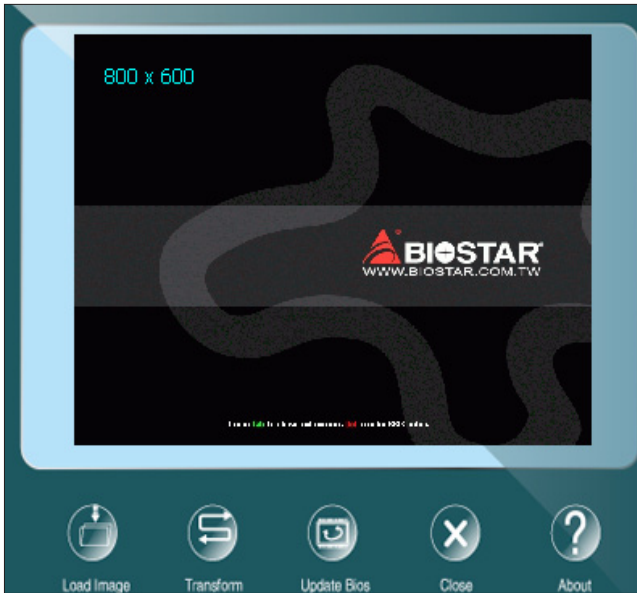 800 x 600
BIOSTAR
WWW.BIOSTAR.COM.TW
Load Image Transform Update Bios Close About